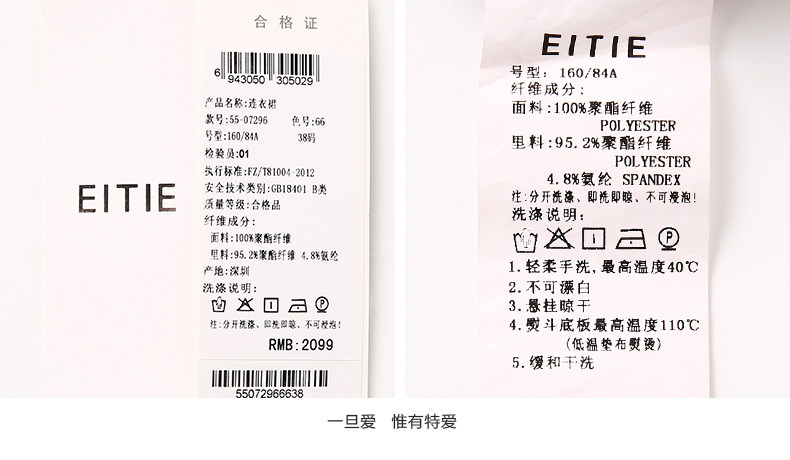 合格证
6 943050 305029
产品名称:连衣裙
款号:55-07296 色号:66
号型:160/84A 38码
检验员:01
执行标准:FZ/T81004-2012
安全技术类别:GB18401 B类
质量等级:合格品
纤维成分:
面料:100%聚酯纤维
里料:95.2%聚酯纤维 4.8%氨纶
产地:深圳
洗涤说明:
注:分开洗涤、即洗即晾、不可浸泡!
RMB:2099
55072966638
EITIE
EITIE
号型: 160/84A
纤维成分:
面料:100%聚酯纤维
POLYESTER
里料:95.2%聚酯纤维
POLYESTER
4.8%氨纶 SPANDEX
注:分开洗涤、即洗即晾、不可浸泡!
洗涤说明:
1.轻柔手洗,最高温度40℃
2.不可漂白
3.悬挂晾干
4.熨斗底板最高温度110℃
(低温垫布熨烫)
5.缓和干洗
一旦爱 惟有特爱